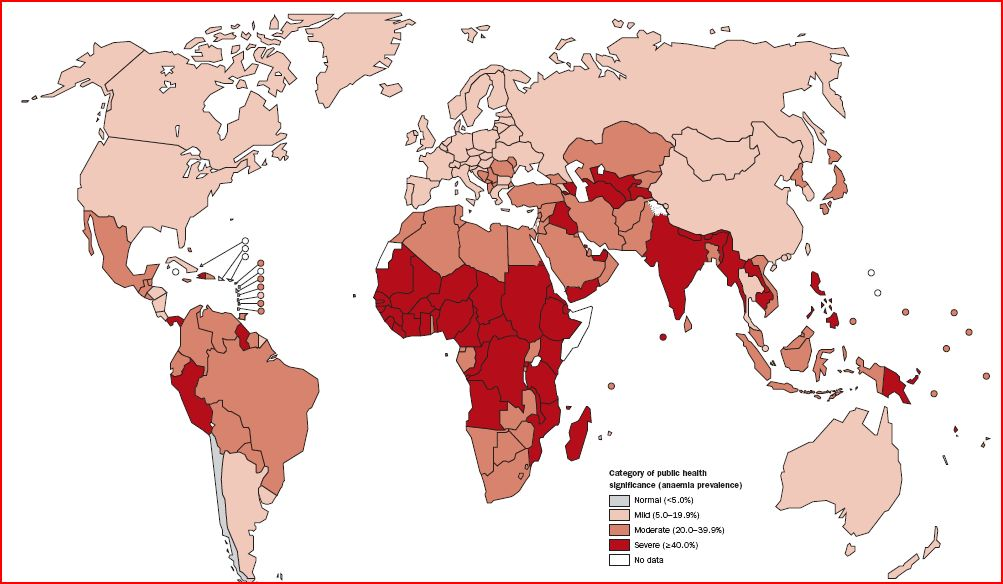 Category of public health
significance (anaemia prevalence)
Normal (<5.0%)
Mild (5.0–19.9%)
Moderate (20.0–39.9%)
Severe (≥40.0%)
No data